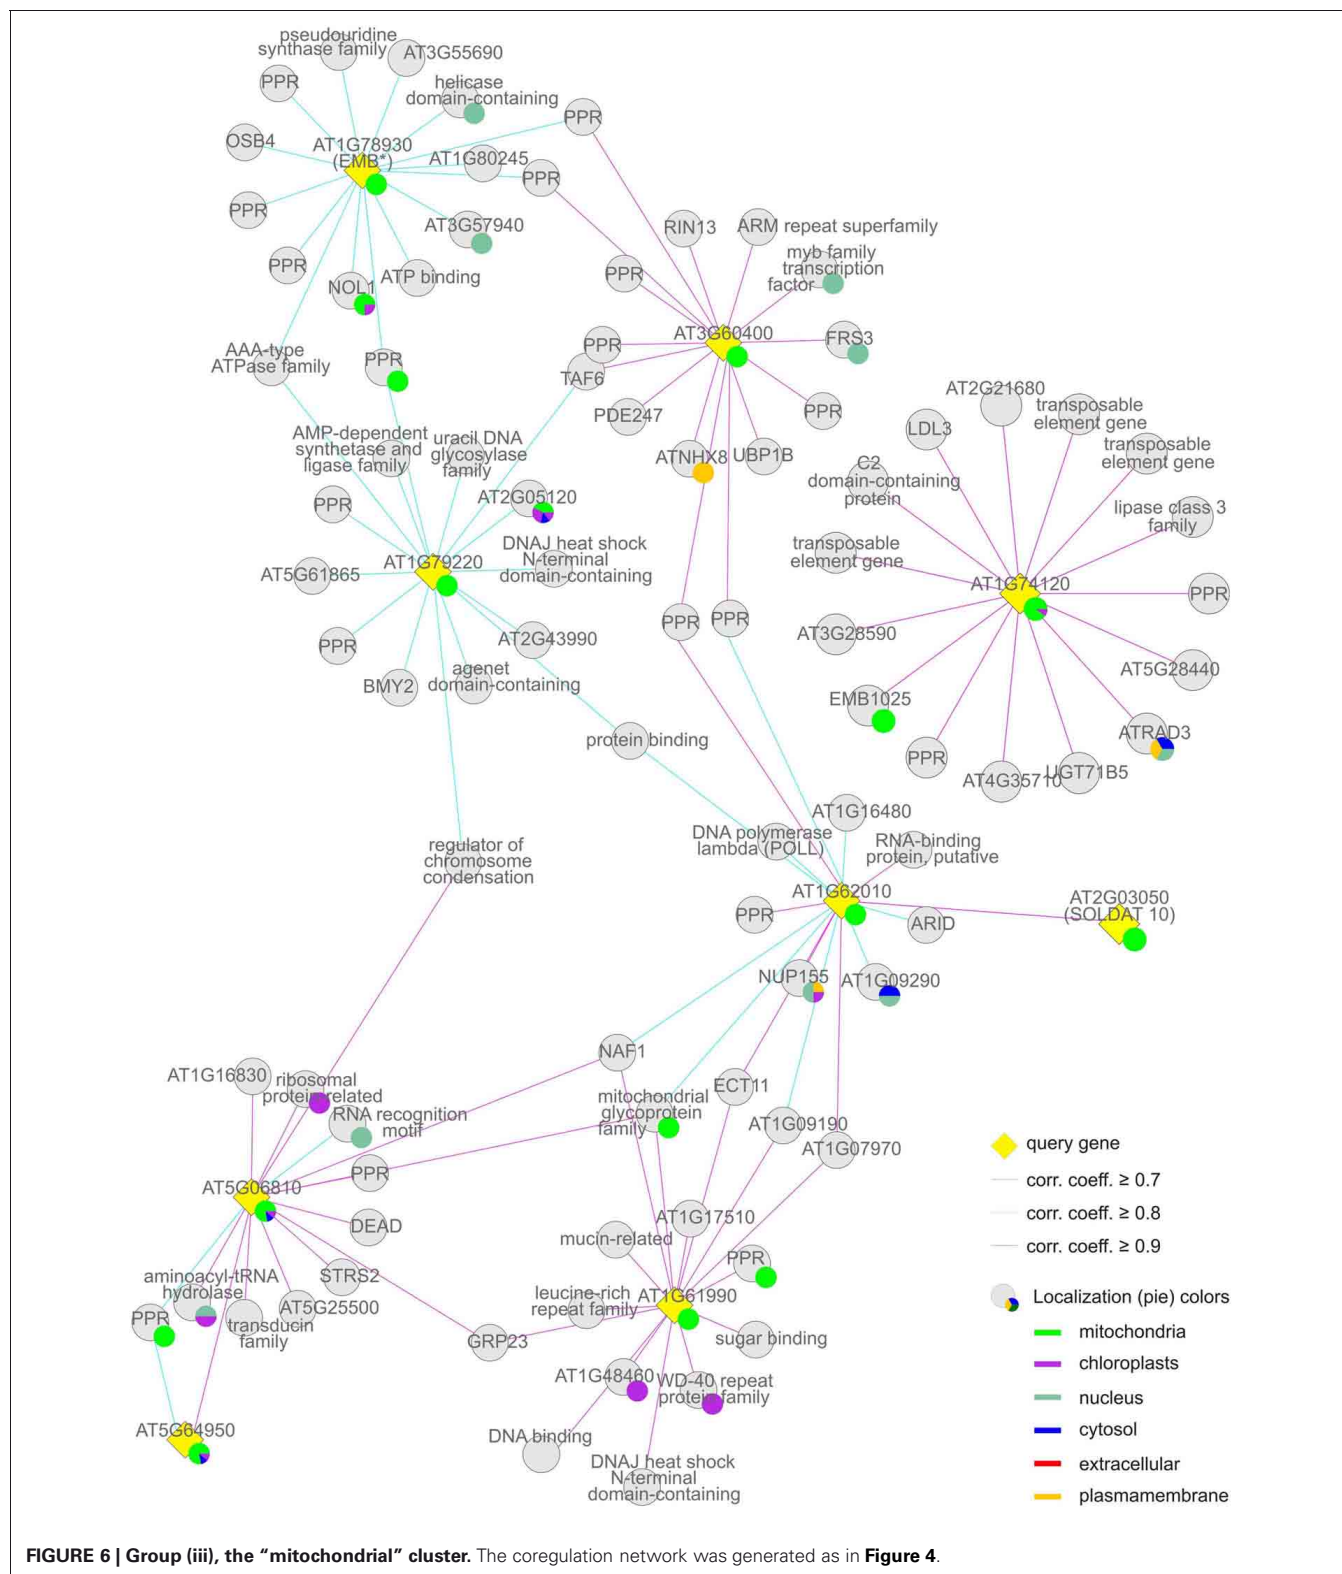 pseudouridine
synthase family
AT3G55690
PPR
helicase
domain-containing
PPR
OSB4
AT1G78930
(EMB*)
AT1G80245
PPR
PPR
AT3G57940
RIN13
ARM repeat superfamily
myb family
transcription
factor
PPR
PPR
NOL1
ATP binding
AT3G60400
FRS3
PPR
TAF6
AAA-type
ATPase family
PPR
PDE247
PPR
AT2G21680
transposable
element gene
LDL3
transposable
element gene
AMP-dependent
synthetase and
ligase family
uracil DNA
glycosylase
family
ATNHX8
UBP1B
C2
domain-containing
protein
lipase class 3
family
PPR
AT2G05120
transposable
element gene
AT1G79220
DNAJ heat shock
N-terminal
domain-containing
AT5G61865
AT1G74120
PPR
PPR
PPR
AT3G28590
PPR
AT2G43990
AT5G28440
BMY2
agenet
domain-containing
EMB1025
ATRAD3
protein binding
PPR
AT4G35710
UGT71B5
AT1G16480
DNA polymerase
lambda (POLL)
RNA-binding
protein, putative
regulator of
chromosome
condensation
AT1G62010
AT2G03050
(SOLDAT 10)
PPR
ARID
NUP155
AT1G09290
NAF1
AT1G16830
ribosomal
protein-related
ECT11
mitochondrial
glycoprotein
family
RNA recognition
motif
AT1G09190
AT1G07970
query gene
PPR
corr. coeff. ≥ 0.7
AT5G06810
corr. coeff. ≥ 0.8
DEAD
AT1G17510
mucin-related
corr. coeff. ≥ 0.9
PPR
aminoacyl-tRNA
hydrolase
STRS2
leucine-rich
repeat family
AT1G61990
Localization (pie) colors
PPR
transducin
family
AT5G25500
GRP23
sugar binding
mitochondria
chloroplasts
AT1G48460
WD-40 repeat
protein family
nucleus
AT5G64950
cytosol
DNA binding
DNAJ heat shock
N-terminal
domain-containing
extracellular
plasmamembrane
FIGURE 6 | Group (iii), the “mitochondrial” cluster. The coregulation network was generated as in Figure 4.